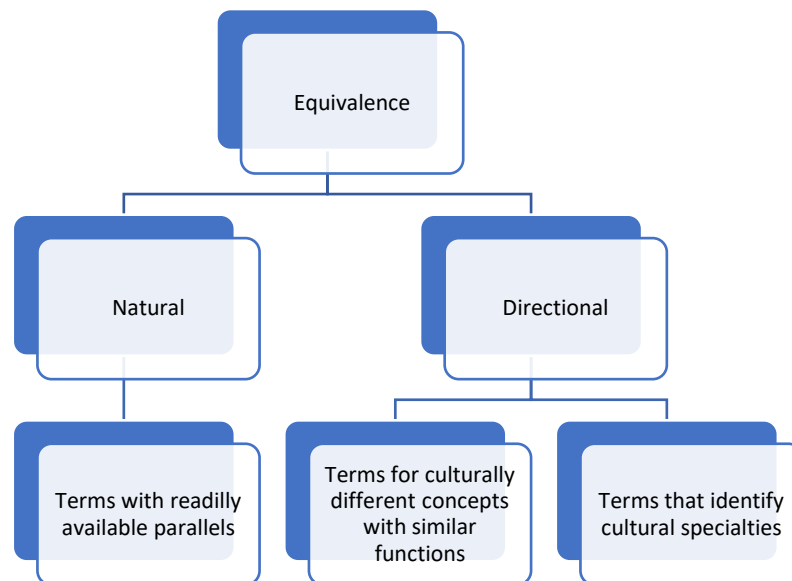 Equivalence
Natural
Directional
Terms with readilly
available parallels
Terms for culturally
different concepts
with similar
functions
Terms that identify
cultural specialties